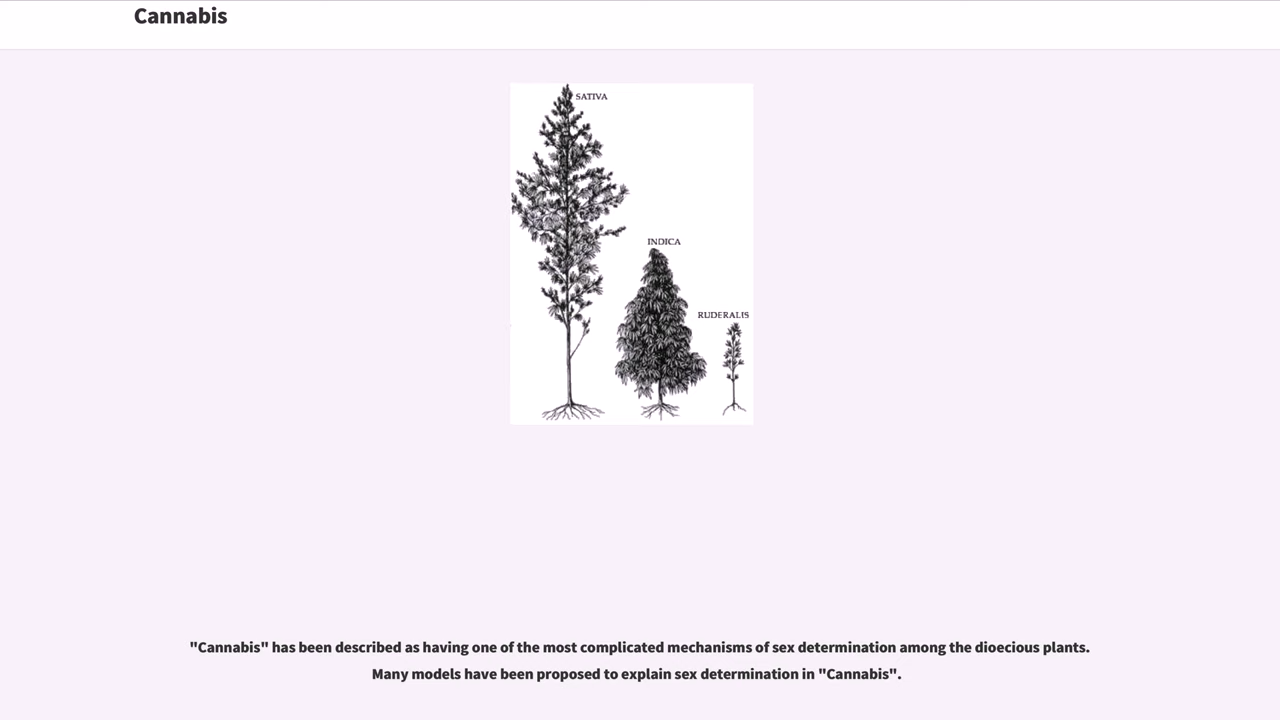 Cannabis
SATIVA
INDICA
RUDERALIS
"Cannabis" has been described as having one of the most complicated mechanisms of sex determination among the dioecious plants.
Many models have been proposed to explain sex determination in "Cannabis".